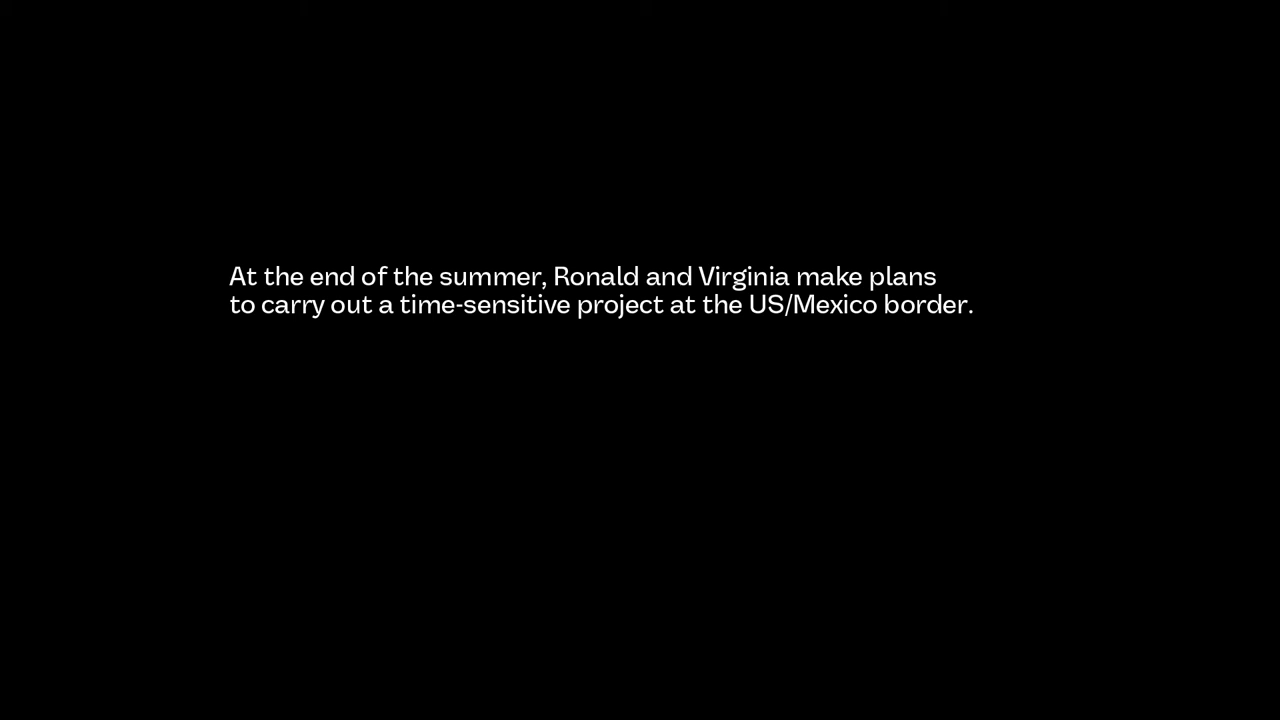 At the end of the summer, Ronald and Virginia make plans
to carry out a time-sensitive project at the US/Mexico border.